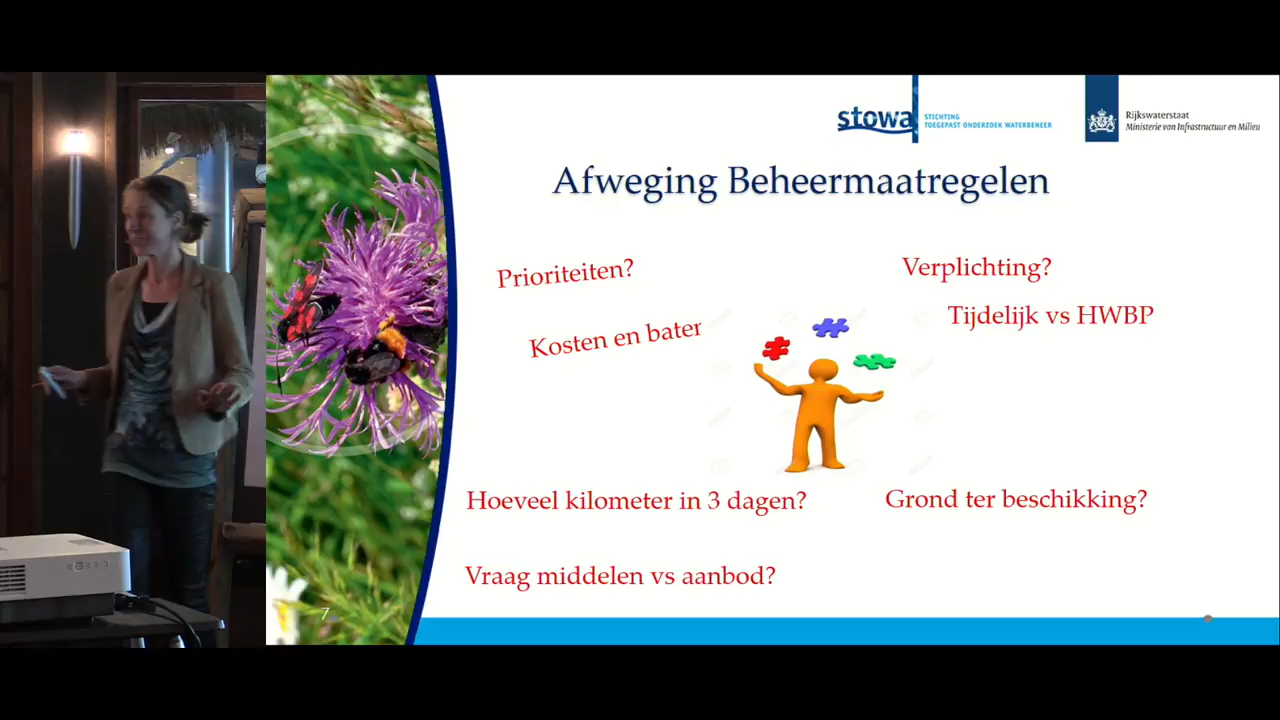 stowa
STICHTING
TOEGEPAST ONDERZOEK WATERBEHEER
Rijkswaterstaat
Ministerie van Infrastructuur en Milieu
Afweging Beheermaatregelen
Prioriteiten?
Verplichting?
Tijdelijk vs HWBP
Kosten en bater
Hoeveel kilometer in 3 dagen?
Grond ter beschikking?
Vraag middelen vs aanbod?
7